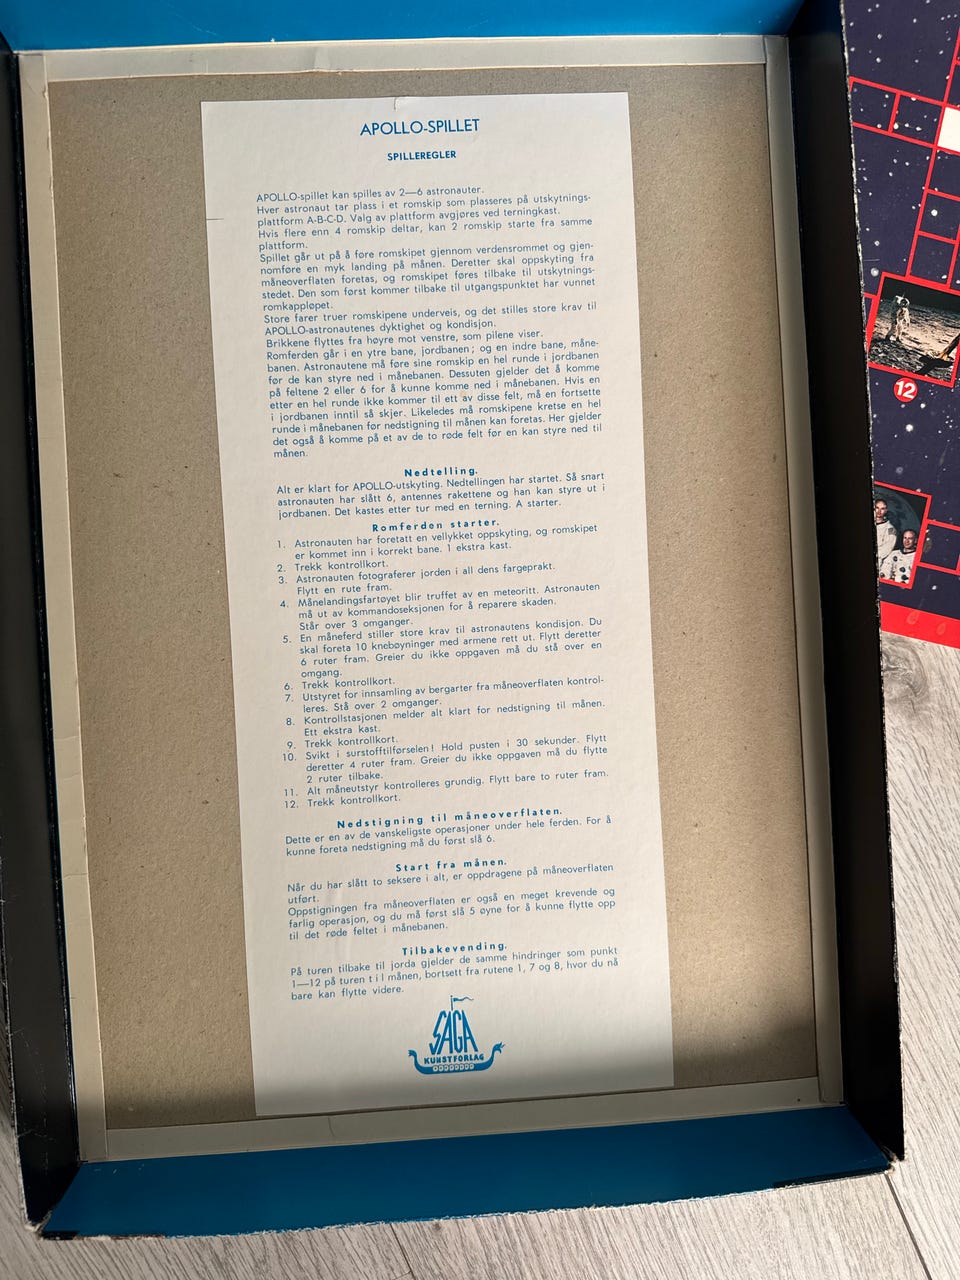 APOLLO-SPILLET
SPILLEREGLER
APOLLO-spillet kan spilles av 2—6 astronauter.
Hver astronaut tar plass i et romskip som plasseres på utskytnings-
plattform A-B-C-D. Valg av plattform avgjøres ved terningkast.
Hvis flere enn 4 romskip deltar, kan 2 romskip starte fra samme
plattform.
Spillet går ut på å føre romskipet gjennom verdensrommet og gjen-
nomføre en myk landing på månen. Deretter skal oppskyting fra
måneoverflaten foretas, og romskipet føres tilbake til utskytnings-
stedet. Den som først kommer tilbake til utgangspunktet har vunnet
romkappløpet.
Store farer truer romskipene underveis, og det stilles store krav til
APOLLO-astronautenes dyktighet og kondisjon.
Brikkene flyttes fra høyre mot venstre, som pilene viser.
Romferden går i en ytre bane, jordbanen; og en indre bane, måne-
banen. Astronautene må føre sine romskip en hel runde i jordbanen
før de kan styre ned i månebanen. Dessuten gjelder det å komme
på feltene 2 eller 6 for å kunne komme ned i månebanen. Hvis en
etter en hel runde ikke kommer til ett av disse felt, må en fortsette
i jordbanen inntil så skjer. Likeledes må romskipene kretse en hel
runde i månebanen før nedstigning til månen kan foretas. Her gjelder
det også å komme på et av de to røde felt før en kan styre ned til
månen.
Nedtelling.
Alt er klart for APOLLO-utskyting. Nedtellingen har startet. Så snart
astronauten har slått 6, antennes rakettene og han kan styre ut i
jordbanen. Det kastes etter tur med en terning. A starter.
Romferden starter.
1. Astronauten har foretatt en vellykket oppskyting, og romskipet
er kommet inn i korrekt bane. 1 ekstra kast.
2. Trekk kontrollkort.
3. Astronauten fotograferer jorden i all dens fargeprakt.
Flytt en rute fram.
4. Månelandingsfartøyet blir truffet av en meteoritt. Astronauten
må ut av kommandoseksjonen for å reparere skaden.
Står over 3 omganger.
5. En måneferd stiller store krav til astronautens kondisjon. Du
skal foreta 10 knebøyninger med armene rett ut. Flytt deretter
6 ruter fram. Greier du ikke oppgaven må du stå over en
omgang.
6. Trekk kontrollkort.
7. Utstyret for innsamling av bergarter fra måneoverflaten kontrol-
leres. Stå over 2 omganger.
8. Kontrollstasjonen melder alt klart for nedstigning til månen.
Ett ekstra kast.
9. Trekk kontrollkort.
10. Svikt i surstofftilførselen! Hold pusten i 30 sekunder. Flytt
deretter 4 ruter fram. Greier du ikke oppgaven må du flytte
2 ruter tilbake.
11. Alt måneutstyr kontrolleres grundig. Flytt bare to ruter fram.
12. Trekk kontrollkort.
Nedstigning til måneoverflaten.
Dette er en av de vanskeligste operasjoner under hele ferden. For å
kunne foreta nedstigning må du først slå 6.
Start fra månen.
Når du har slått to seksere i alt, er oppdragene på måneoverflaten
utført.
Oppstigningen fra måneoverflaten er også en meget krevende og
farlig operasjon, og du må først slå 5 øyne for å kunne flytte opp
til det røde feltet i månebanen.
Tilbakevending.
På turen tilbake til jorda gjelder de samme hindringer som punkt
1—12 på turen til månen, bortsett fra rutene 1, 7 og 8, hvor du nå
bare kan flytte videre.
SAGA
KUNSTFORLAG
12